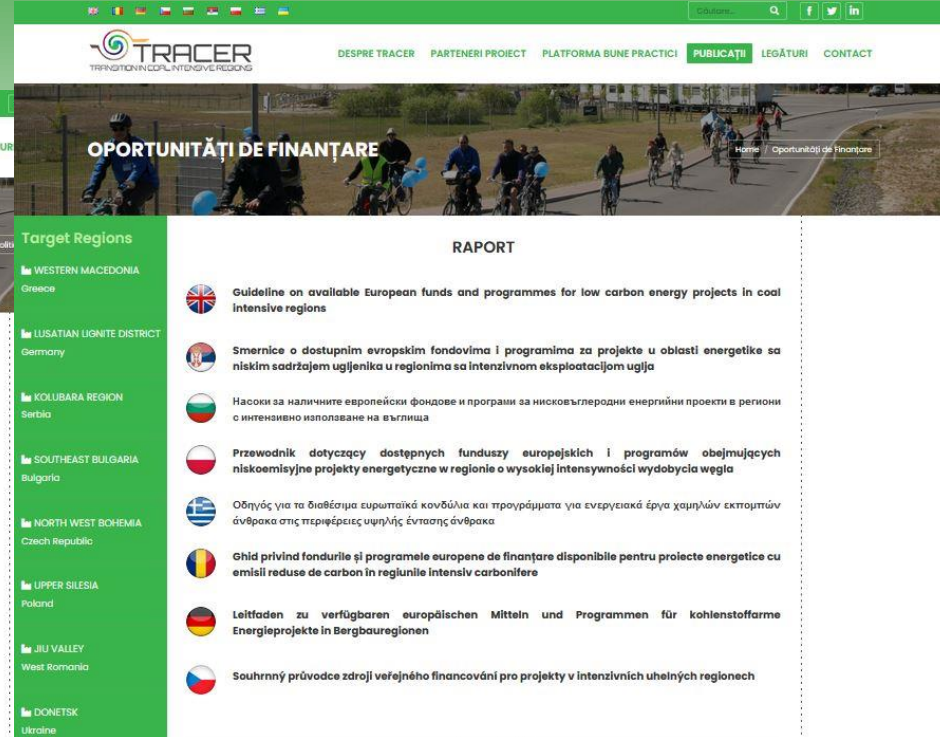 Căutare...
TRACER
TRANSITION IN COAL INTENSIVE REGIONS
DESPRE TRACER PARTENERI PROIECT PLATFORMA BUNE PRACTICI PUBLICAȚII LEGĂTURI CONTACT
OPORTUNITĂȚI DE FINANȚARE
Home / Oportunități de Finanțare
Target Regions
WESTERN MACEDONIA
Greece
LUSATIAN LIGNITE DISTRICT
Germany
KOLUBARA REGION
Serbia
SOUTHEAST BULGARIA
Bulgaria
NORTH WEST BOHEMIA
Czech Republic
UPPER SILESIA
Poland
JIU VALLEY
West Romania
DONETSK
Ukraine
RAPORT
Guideline on available European funds and programmes for low carbon energy projects in coal
intensive regions
Smernice o dostupnim evropskim fondovima i programima za projekte u oblasti energetike sa
niskim sadržajem ugljenika u regionima sa intenzivnom eksploatacijom uglja
Насоки за наличните европейски фондове и програми за нисковъглеродни енергийни проекти в региони
с интензивно използване на въглища
Przewodnik dotyczący dostępnych funduszy europejskich i programów obejmujących
niskoemisyjne projekty energetyczne w regionie o wysokiej intensywności wydobycia węgla
Οδηγός για τα διαθέσιμα ευρωπαϊκά κονδύλια και προγράμματα για ενεργειακά έργα χαμηλών εκπομπών
άνθρακα στις περιφέρειες υψηλής έντασης άνθρακα
Ghid privind fondurile și programele europene de finanțare disponibile pentru proiecte energetice cu
emisii reduse de carbon în regiunile intensiv carbonifere
Leitfaden zu verfügbaren europäischen Mitteln und Programmen für kohlenstoffarme
Energieprojekte in Bergbauregionen
Souhrnný průvodce zdroji veřejného financování pro projekty v intenzivních uhelných regionech